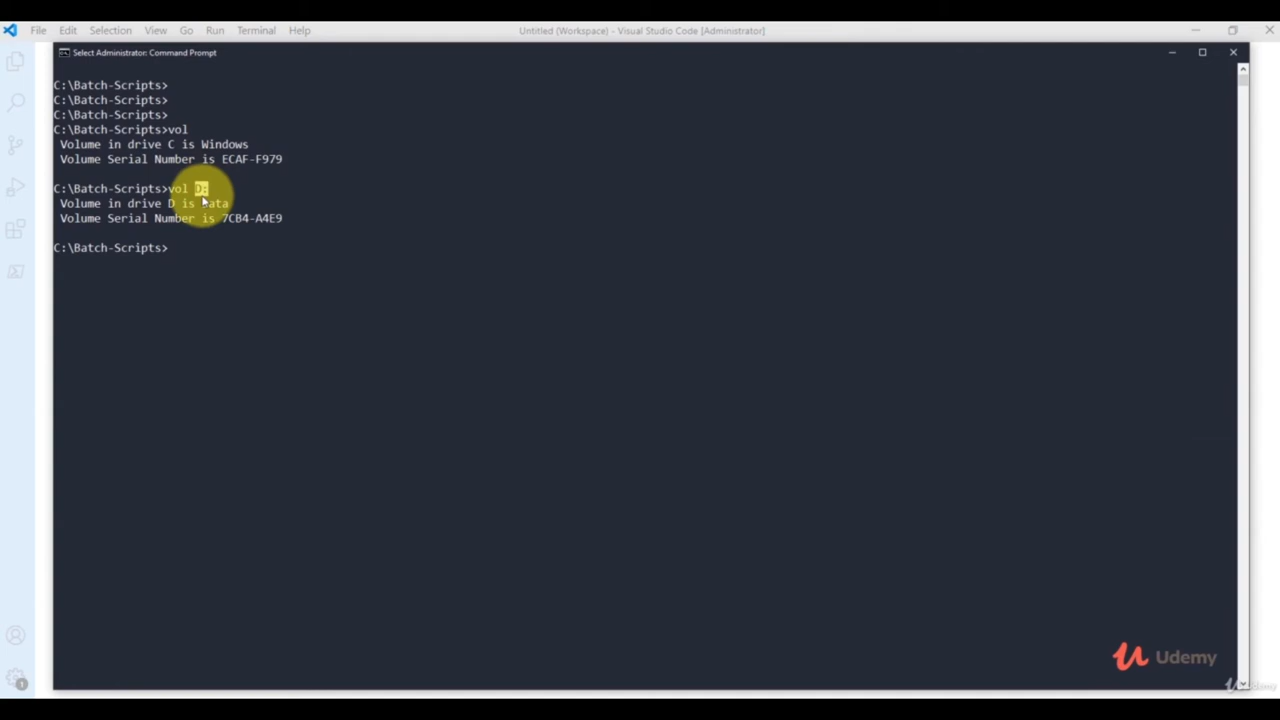 File Edit Selection View Go Run Terminal Help
Untitled (Workspace) - Visual Studio Code [Administrator]
Select Administrator: Command Prompt
C:\Batch-Scripts>
C:\Batch-Scripts>
C:\Batch-Scripts>
C:\Batch-Scripts>vol
Volume in drive C is Windows
Volume Serial Number is ECAF-F979
C:\Batch-Scripts>vol D:
Volume in drive D is Data
Volume Serial Number is 7CB4-A4E9
C:\Batch-Scripts>
Udemy
Udemy
1